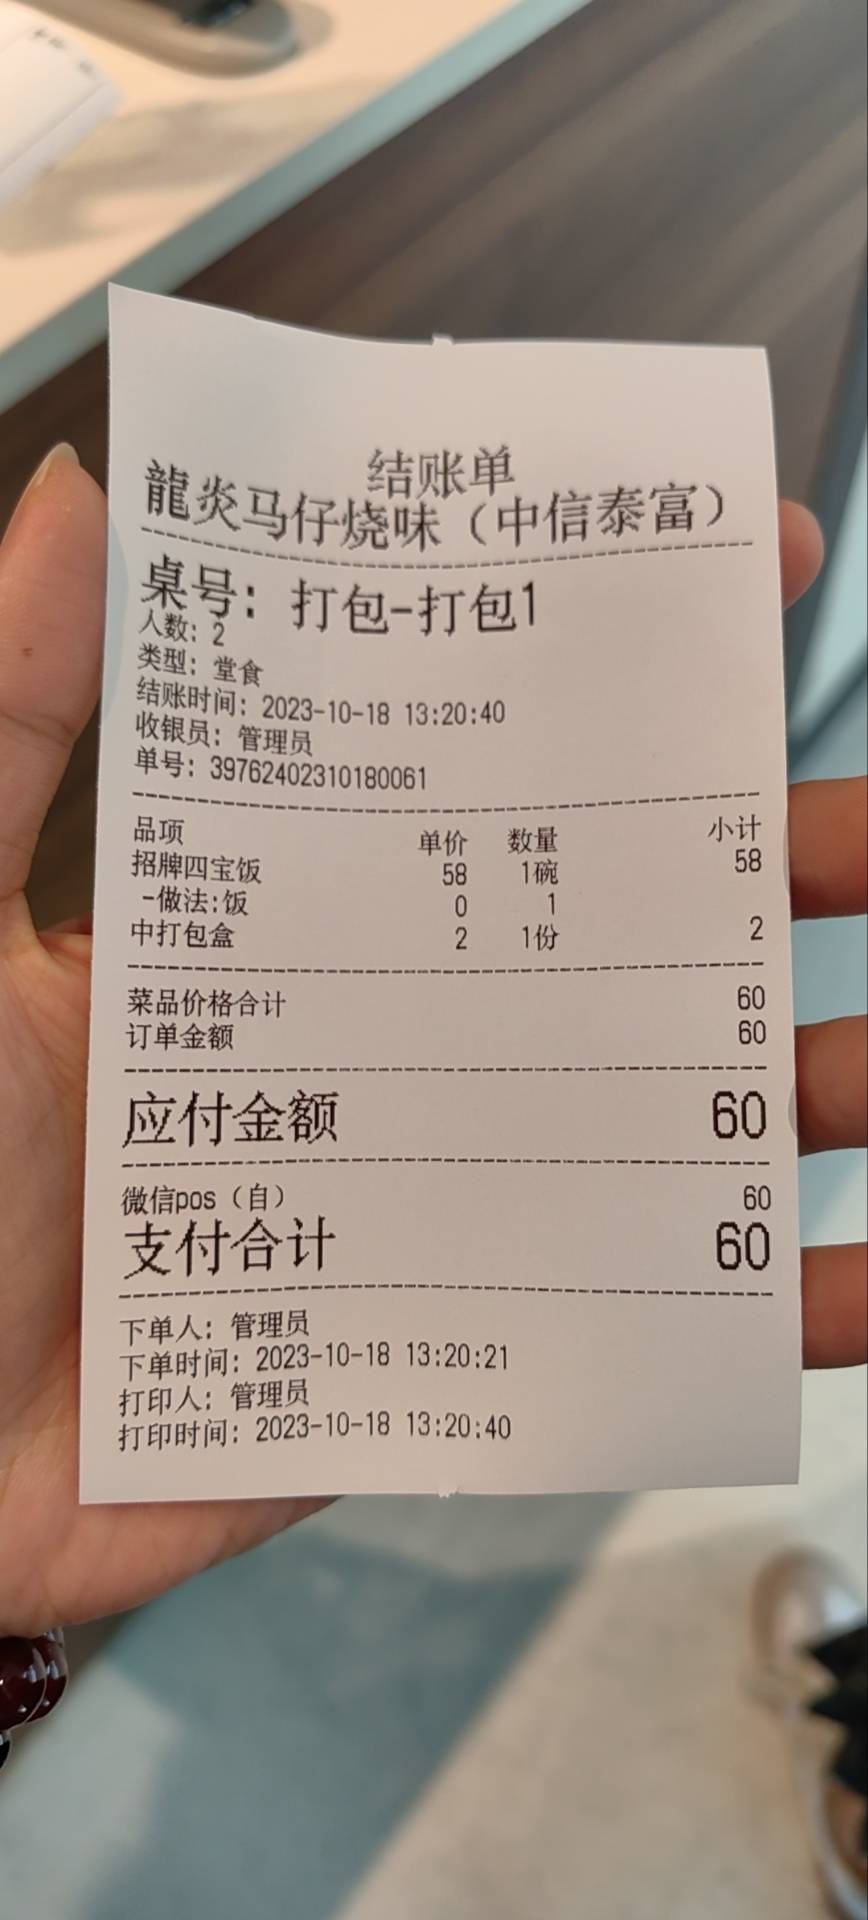 结账单
龍炎马仔烧味（中信泰富）
桌号: 打包-打包1
人数: 2
类型: 堂食
结账时间: 2023-10-18 13:20:40
收银员: 管理员
单号: 39762402310180061
品项 单价 数量 小计
招牌四宝饭 58 1碗 58
-做法:饭 0 1
中打包盒 2 1份 2
菜品价格合计 60
订单金额 60
应付金额 60
微信pos（自） 60
支付合计 60
下单人: 管理员
下单时间: 2023-10-18 13:20:21
打印人: 管理员
打印时间: 2023-10-18 13:20:40